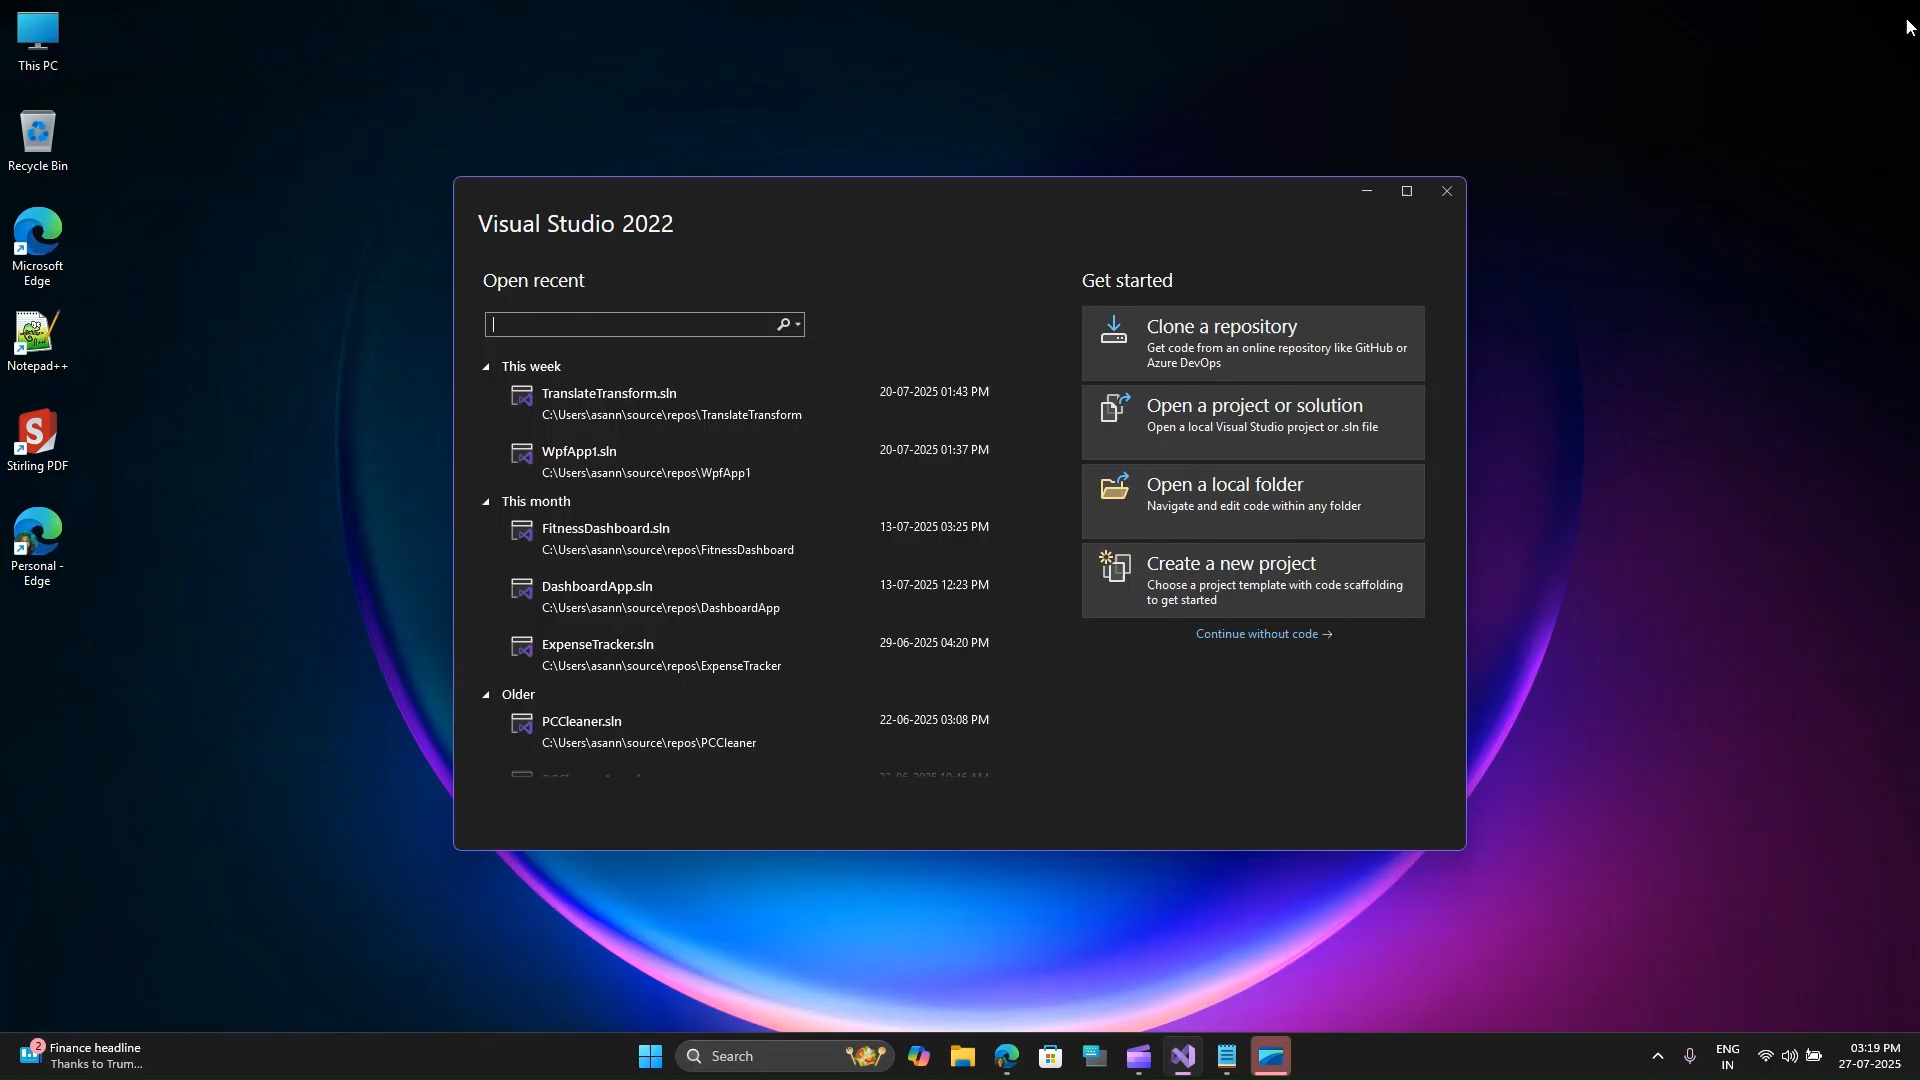 This PC
Recycle Bin
Microsoft
Edge
Notepad++
Stirling PDF
Personal -
Edge
Visual Studio 2022
Open recent
This week
TranslateTransform.sln 20-07-2025 01:43 PM
C:\Users\asann\source\repos\TranslateTransform
WpfApp1.sln 20-07-2025 01:37 PM
C:\Users\asann\source\repos\WpfApp1
This month
FitnessDashboard.sln 13-07-2025 03:25 PM
C:\Users\asann\source\repos\FitnessDashboard
DashboardApp.sln 13-07-2025 12:23 PM
C:\Users\asann\source\repos\DashboardApp
ExpenseTracker.sln 29-06-2025 04:20 PM
C:\Users\asann\source\repos\ExpenseTracker
Older
PCCleaner.sln 22-06-2025 03:08 PM
C:\Users\asann\source\repos\PCCleaner
Get started
Clone a repository
Get code from an online repository like GitHub or
Azure DevOps
Open a project or solution
Open a local Visual Studio project or .sln file
Open a local folder
Navigate and edit code within any folder
Create a new project
Choose a project template with code scaffolding
to get started
Continue without code →
2
Finance headline
Thanks to Trum...
Search
ENG
IN
03:19 PM
27-07-2025